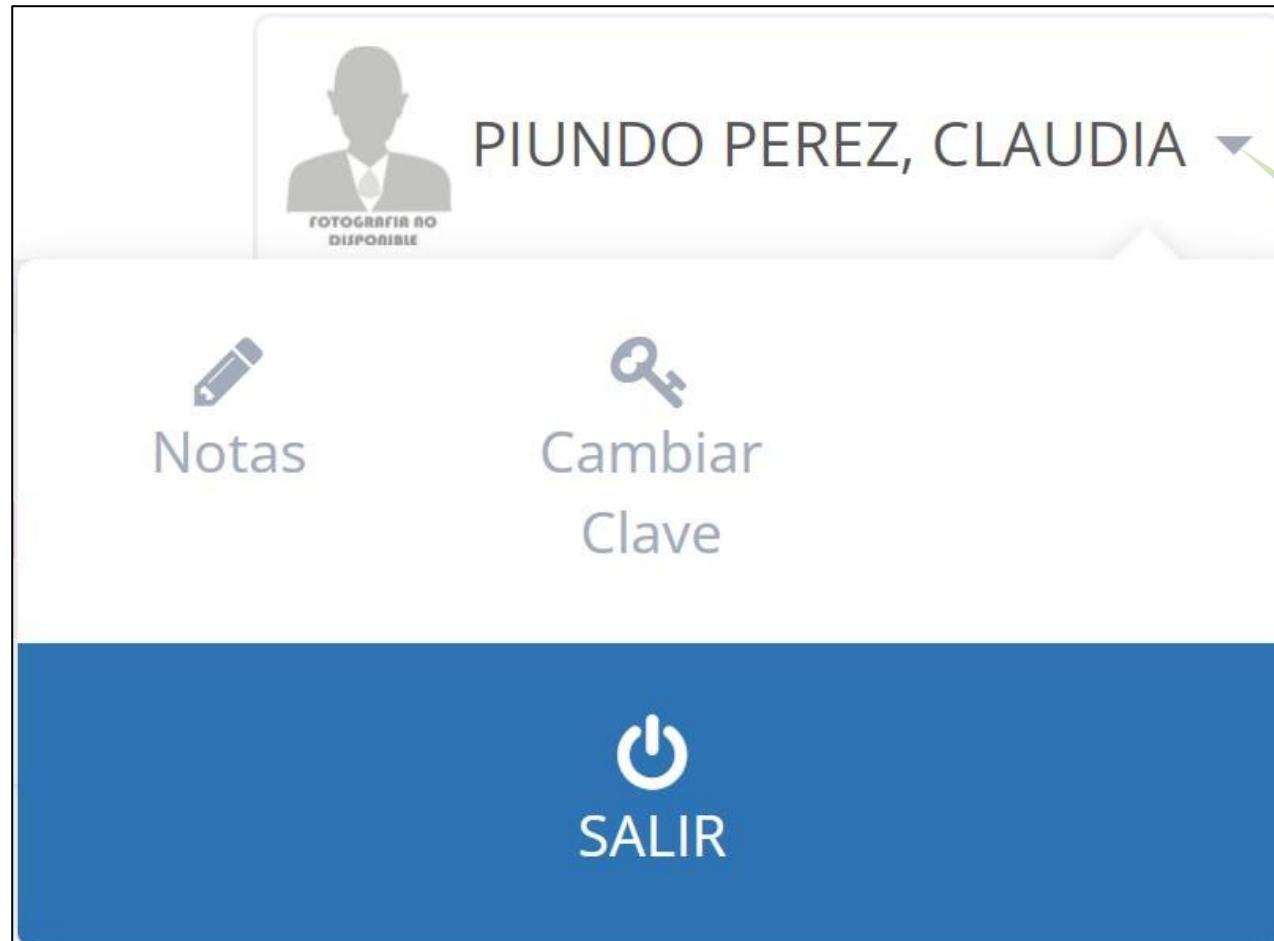 PIUNDO PEREZ, CLAUDIA
FOTOGRAFIA NO
DISPONIBLE
Notas
Cambiar
Clave
SALIR